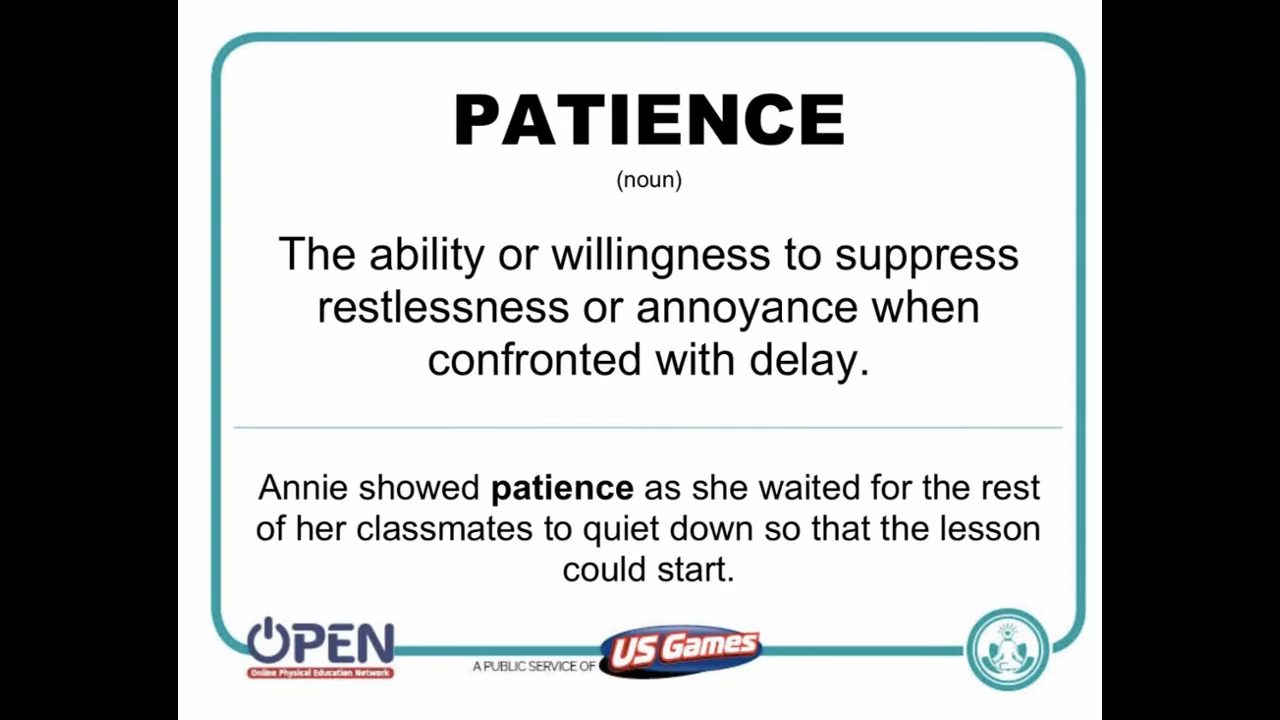 PATIENCE
(noun)
The ability or willingness to suppress
restlessness or annoyance when
confronted with delay.
Annie showed patience as she waited for the rest
of her classmates to quiet down so that the lesson
could start.
OPEN
Online Physical Education Network
A PUBLIC SERVICE OF US Games